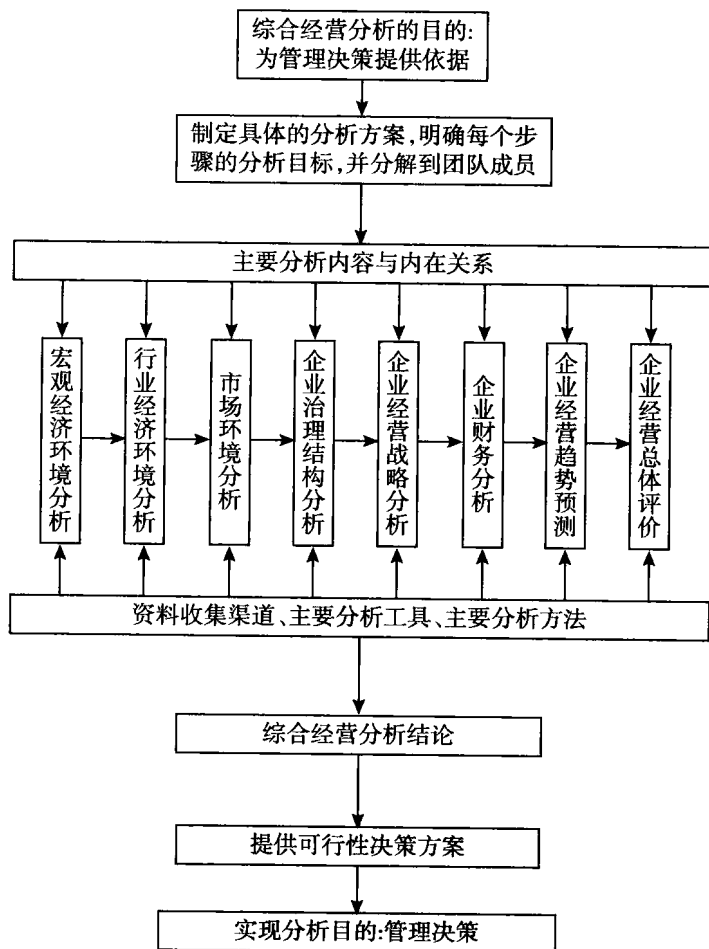 综合经营分析的目的:
为管理决策提供依据
制定具体的分析方案,明确每个步
骤的分析目标,并分解到团队成员
主要分析内容与内在关系
宏观经济环境分析
行业经济环境分析
市场环境分析
企业治理结构分析
企业经营战略分析
企业财务分析
企业经营趋势预测
企业经营总体评价
资料收集渠道、主要分析工具、主要分析方法
综合经营分析结论
提供可行性决策方案
实现分析目的:管理决策